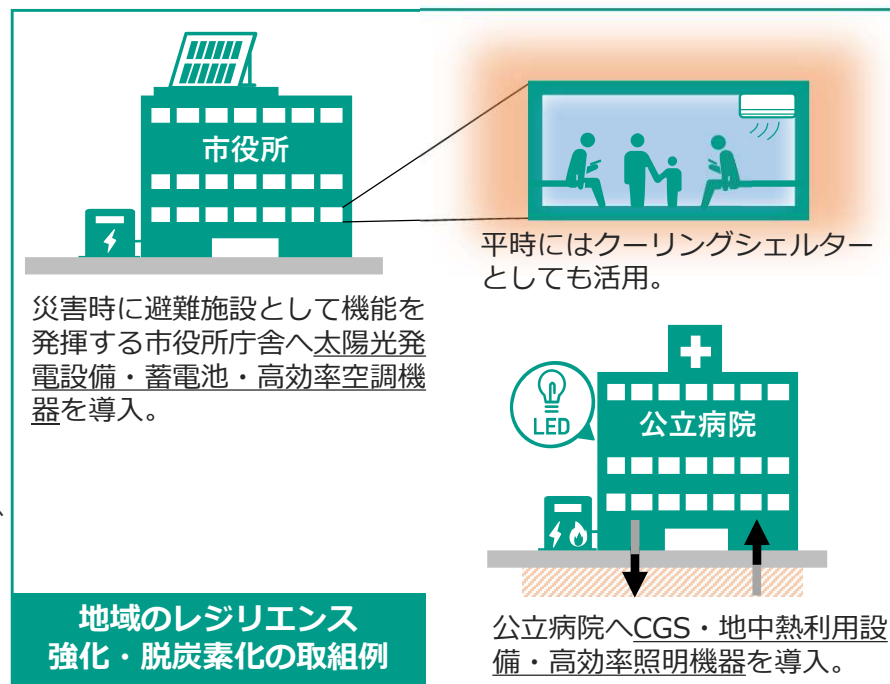 市役所
災害時に避難施設として機能を
発揮する市役所庁舎へ太陽光発
電設備・蓄電池・高効率空調機
器を導入。
平時にはクーリングシェルター
としても活用。
LED
公立病院
公立病院へCGS・地中熱利用設
備・高効率照明機器を導入。
地域のレジリエンス
強化・脱炭素化の取組例